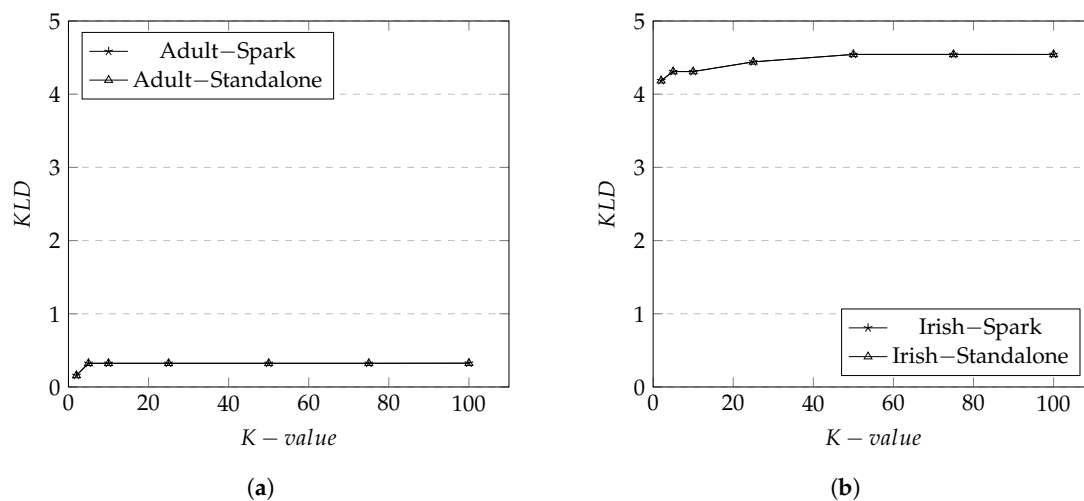 5
4
3
2
1
0
KLD
Adult−Spark
Adult−Standalone
0 20 40 60 80 100
K − value
(a)
5
4
3
2
1
0
KLD
Irish−Spark
Irish−Standalone
0 20 40 60 80 100
K − value
(b)